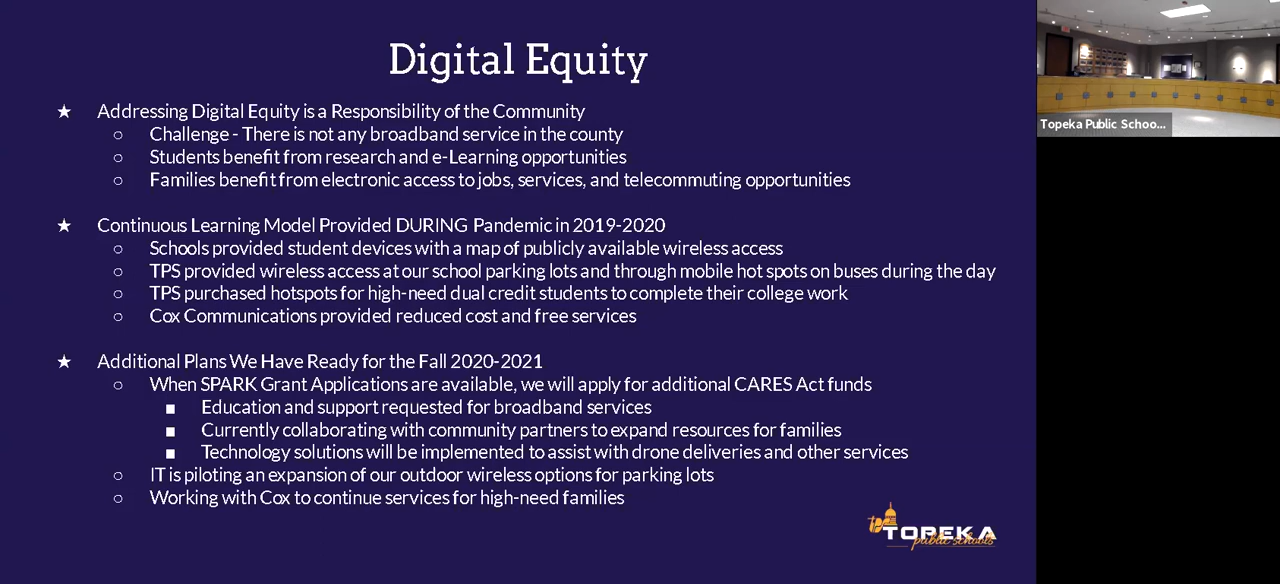 Digital Equity
★ Addressing Digital Equity is a Responsibility of the Community
○ Challenge - There is not any broadband service in the county
○ Students benefit from research and e-Learning opportunities
○ Families benefit from electronic access to jobs, services, and telecommuting opportunities
★ Continuous Learning Model Provided DURING Pandemic in 2019-2020
○ Schools provided student devices with a map of publicly available wireless access
○ TPS provided wireless access at our school parking lots and through mobile hot spots on buses during the day
○ TPS purchased hotspots for high-need dual credit students to complete their college work
○ Cox Communications provided reduced cost and free services
★ Additional Plans We Have Ready for the Fall 2020-2021
○ When SPARK Grant Applications are available, we will apply for additional CARES Act funds
■ Education and support requested for broadband services
■ Currently collaborating with community partners to expand resources for families
■ Technology solutions will be implemented to assist with drone deliveries and other services
○ IT is piloting an expansion of our outdoor wireless options for parking lots
○ Working with Cox to continue services for high-need families
TOPEKA
public schools
Topeka Public Schoo...